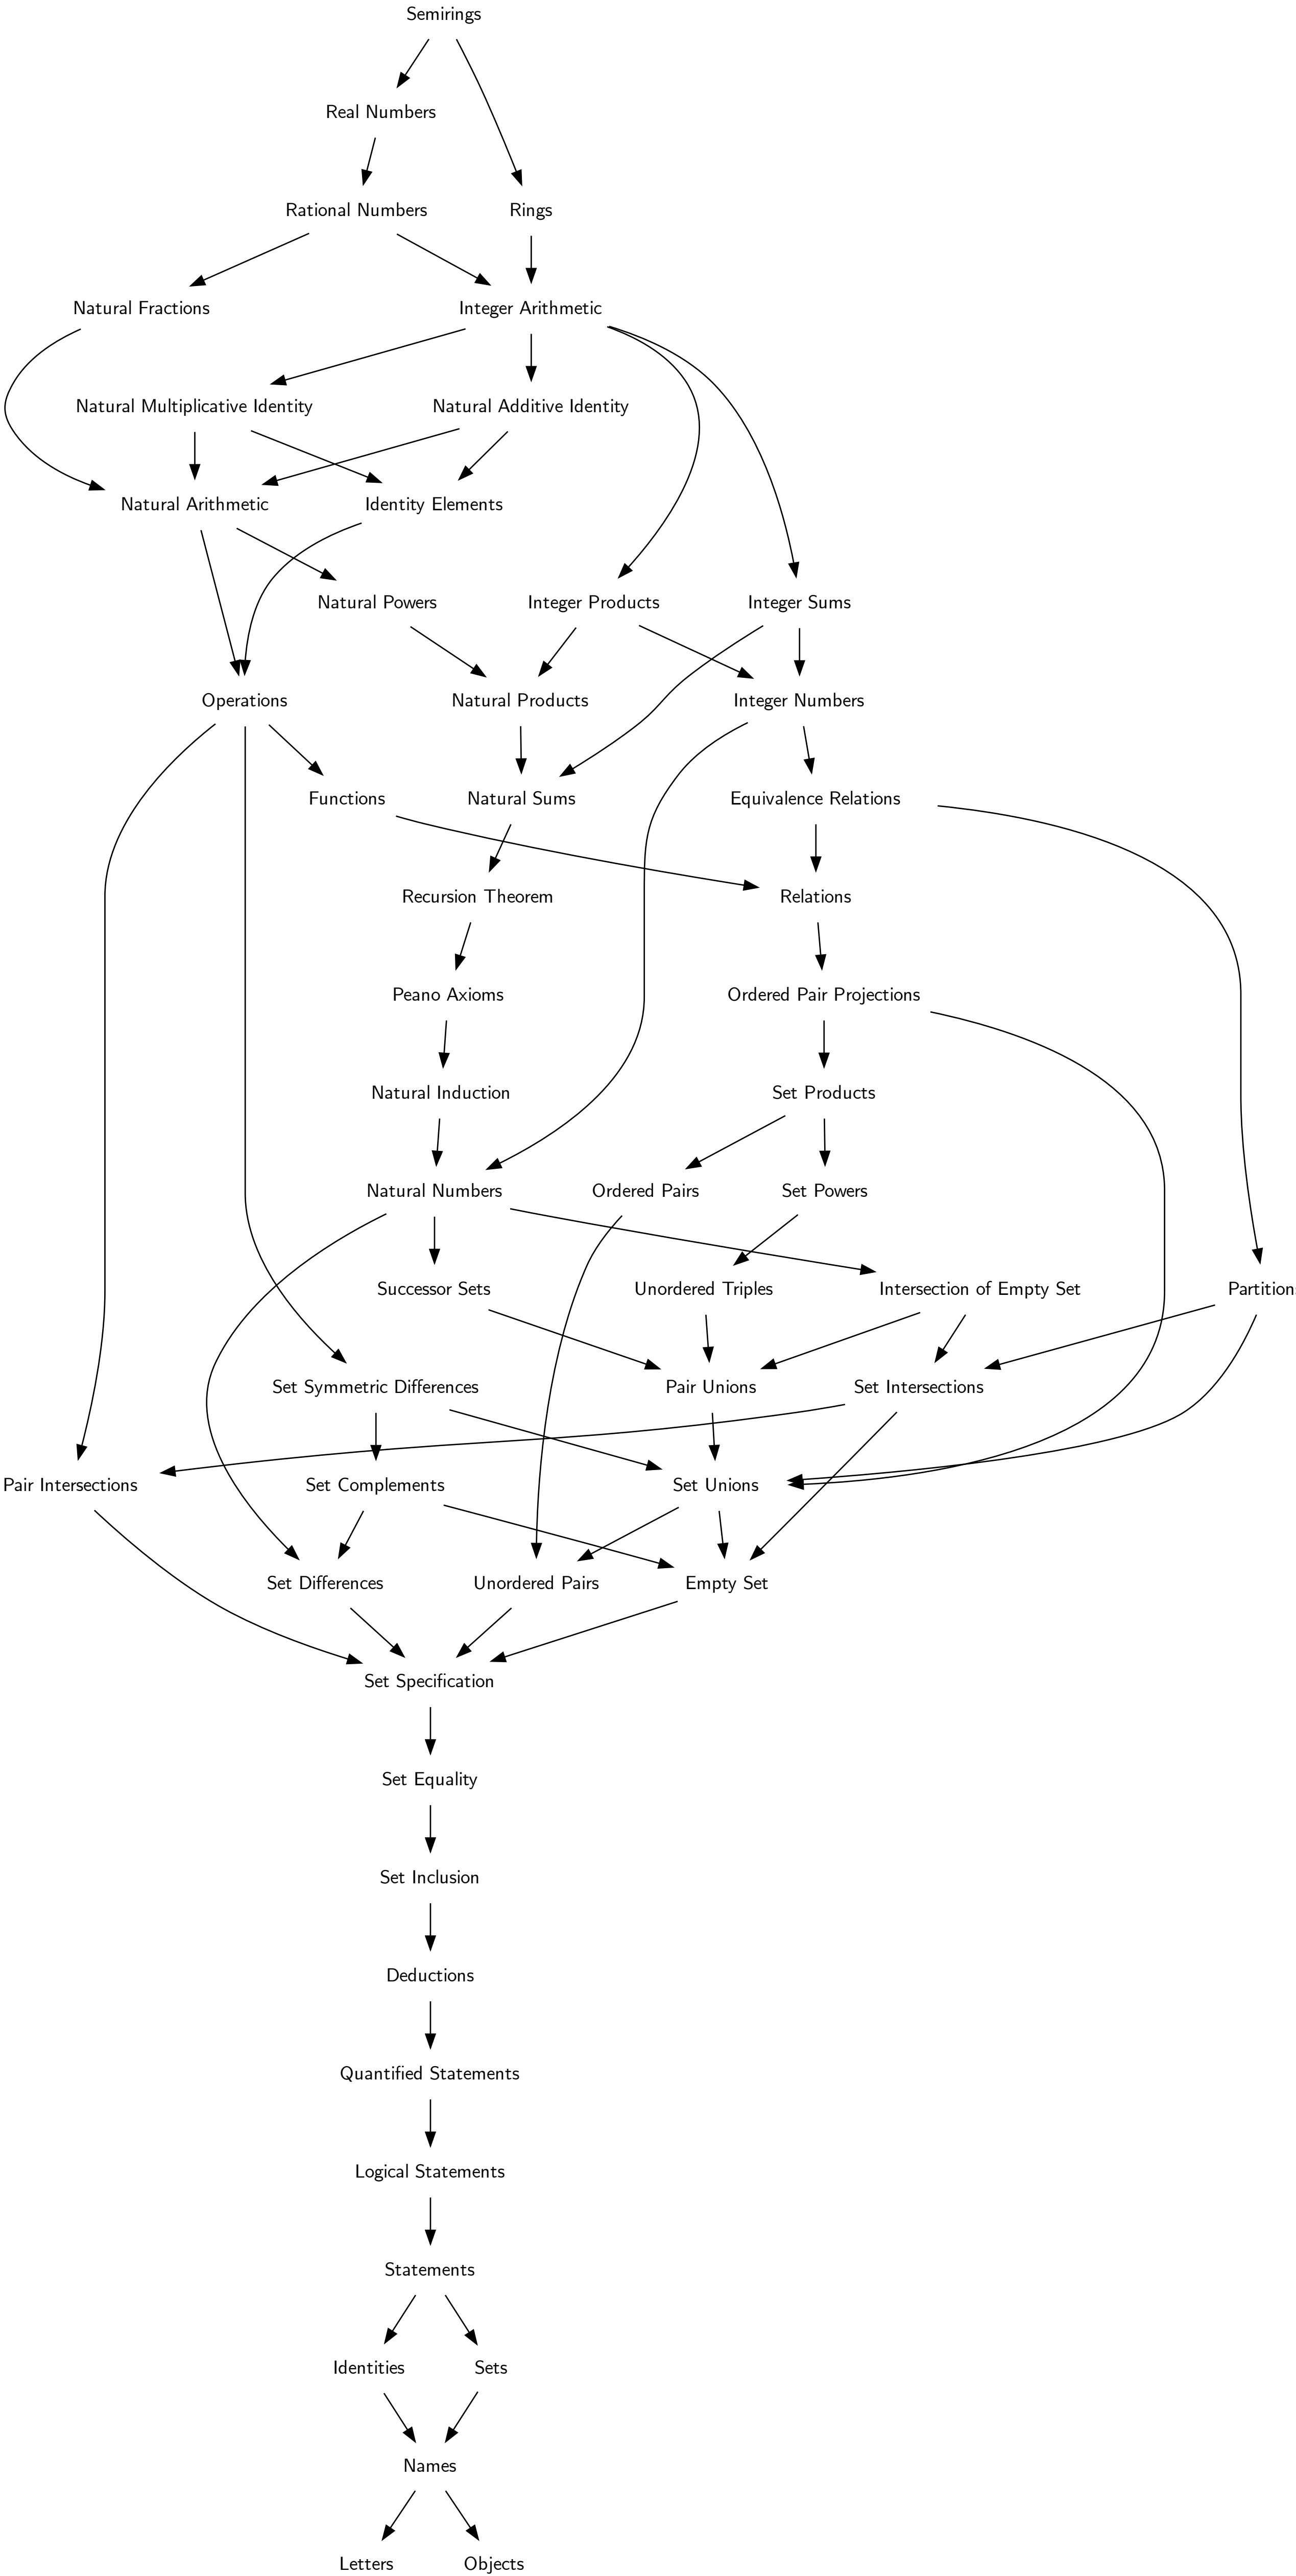 Semirings
Real Numbers
Rational Numbers
Rings
Natural Fractions
Integer Arithmetic
Natural Multiplicative Identity
Natural Additive Identity
Natural Arithmetic
Identity Elements
Natural Powers
Integer Products
Integer Sums
Operations
Natural Products
Integer Numbers
Functions
Natural Sums
Equivalence Relations
Recursion Theorem
Relations
Peano Axioms
Ordered Pair Projections
Natural Induction
Set Products
Natural Numbers
Ordered Pairs
Set Powers
Successor Sets
Unordered Triples
Intersection of Empty Set
Partition
Set Symmetric Differences
Pair Unions
Set Intersections
Pair Intersections
Set Complements
Set Unions
Set Differences
Unordered Pairs
Empty Set
Set Specification
Set Equality
Set Inclusion
Deductions
Quantified Statements
Logical Statements
Statements
Identities
Sets
Names
Letters
Objects